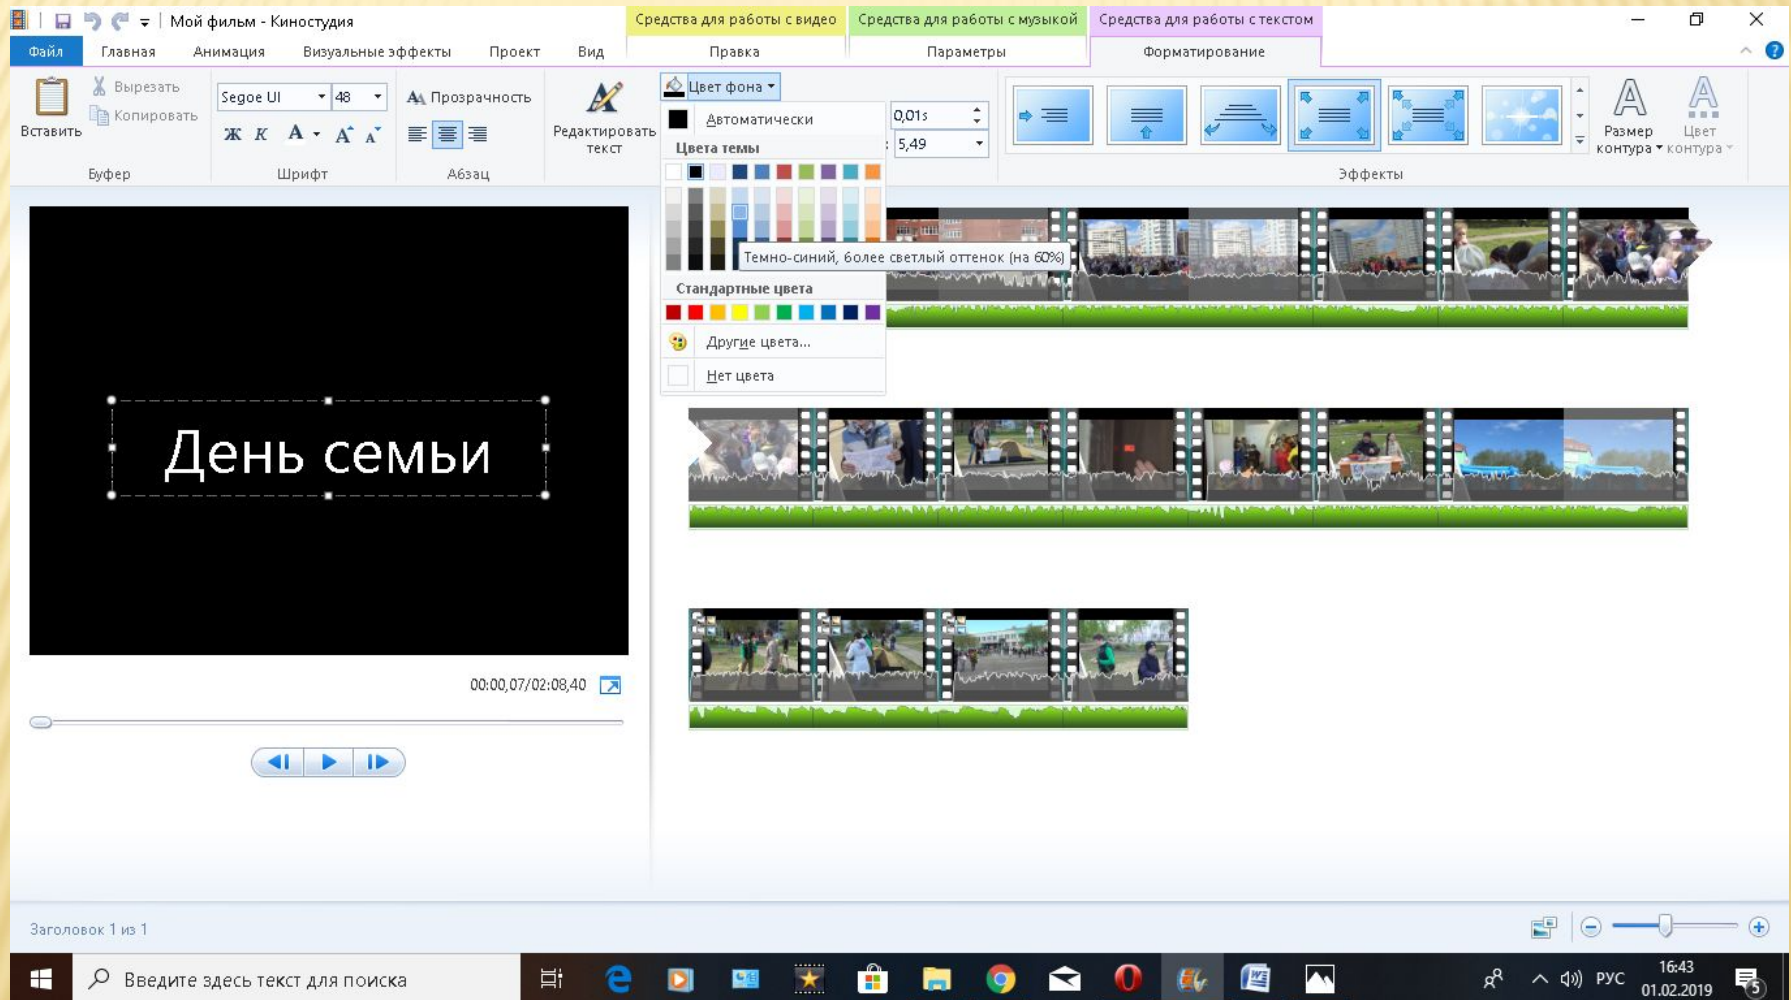 Мой фильм - Киностудия
Средства для работы с видео
Средства для работы с музыкой
Средства для работы с текстом
Файл
Главная
Анимация
Визуальные эффекты
Проект
Вид
Правка
Параметры
Форматирование
Вставить
Вырезать
Копировать
Буфер
Segoe UI
48
Ж К А А А
Шрифт
Прозрачность
Абзац
Редактировать
текст
Цвет фона
Автоматически
Цвета темы
Темно-синий, более светлый оттенок (на 60%)
Стандартные цвета
Другие цвета...
Нет цвета
0,01s
5,49
Эффекты
Размер
контура
Цвет
контура
День семьи
00:00,07/02:08,40
Заголовок 1 из 1
Введите здесь текст для поиска
РУС
16:43
01.02.2019
5